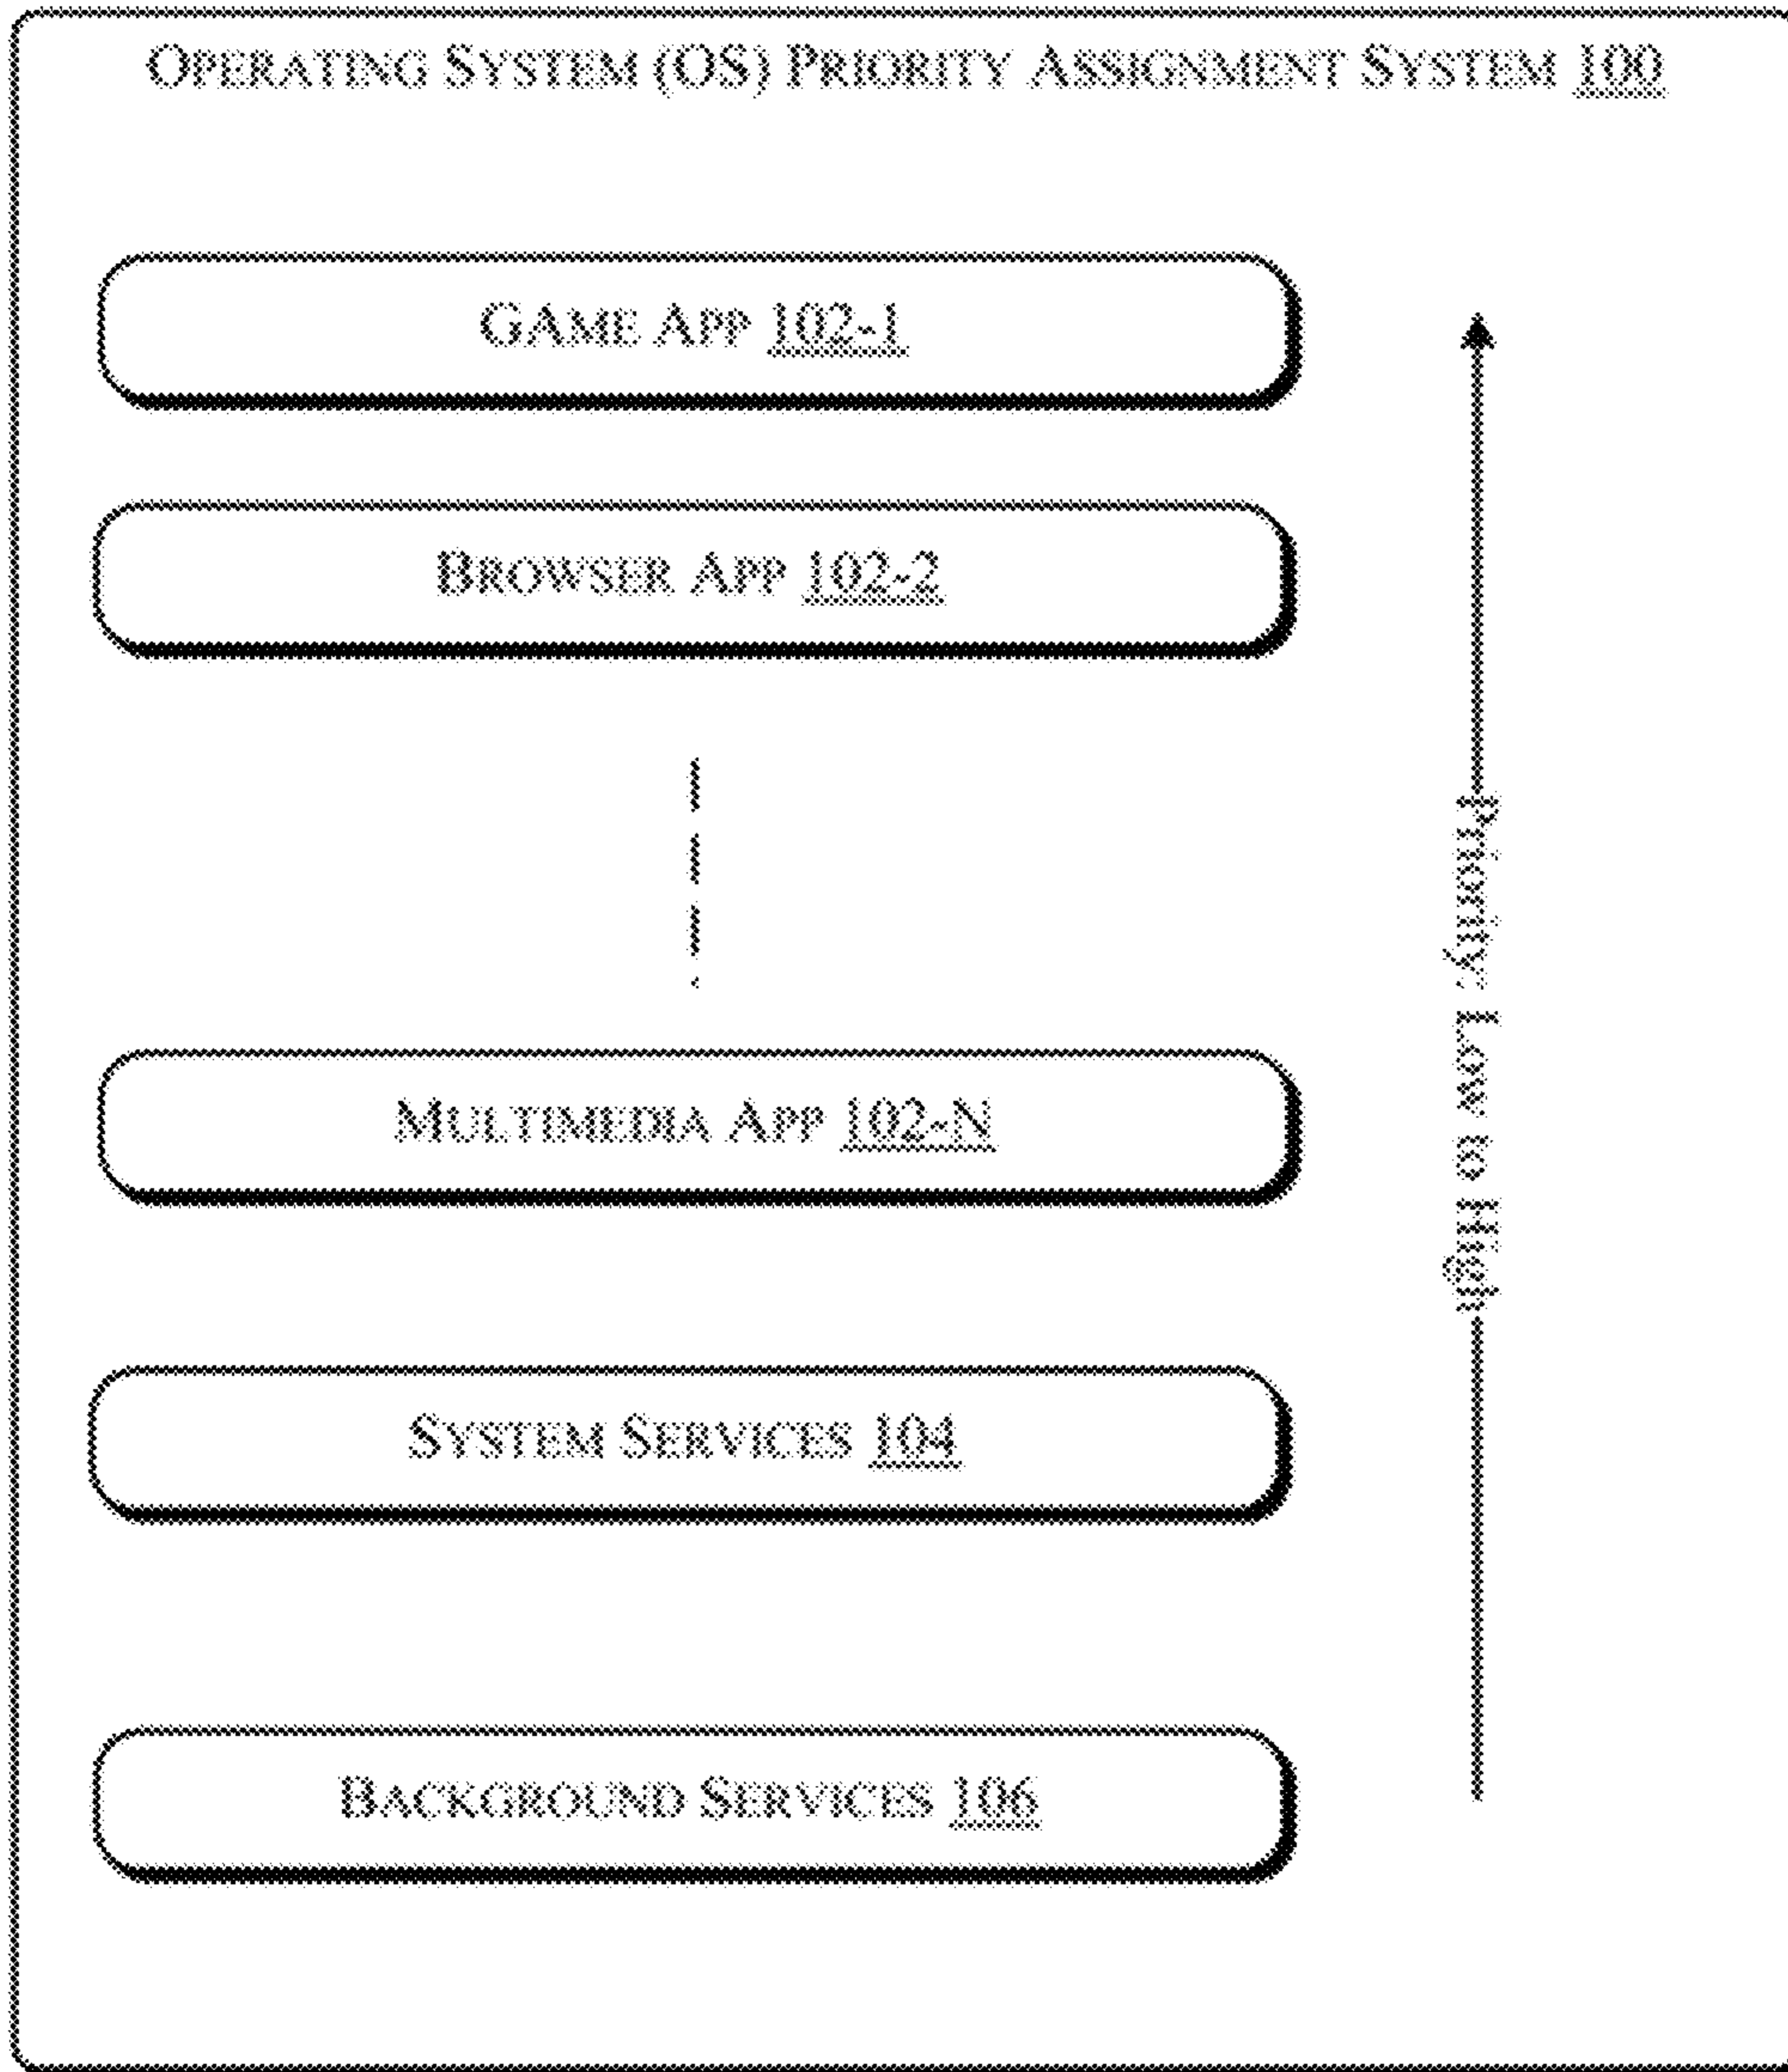 OPERATING SYSTEM (OS) PRIORITY ASSIGNMENT SYSTEM 100
GAME APP 102-1
BROWSER APP 102-2
MULTIMEDIA APP 102-N
SYSTEM SERVICES 104
BACKGROUND SERVICES 106
Priority: Low to High